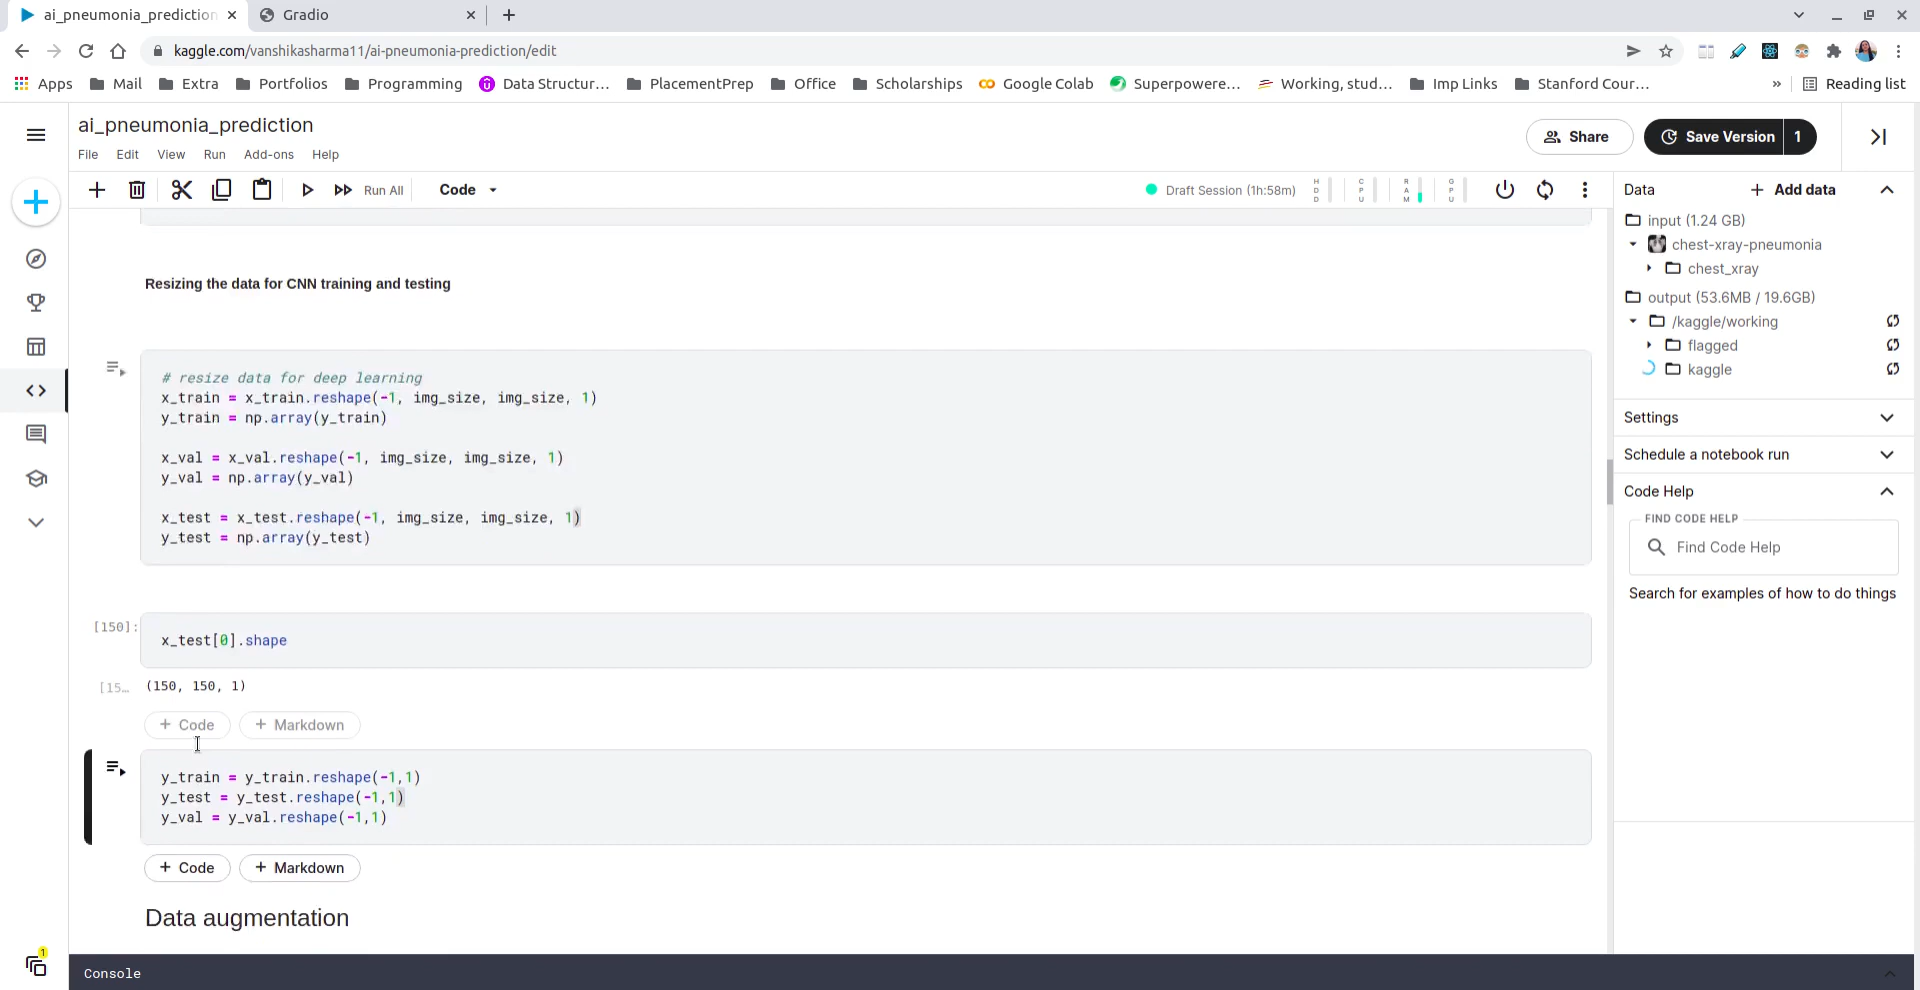 ai_pneumonia_prediction
Gradio
kaggle.com/vanshikasharma11/ai-pneumonia-prediction/edit
Apps Mail Extra Portfolios Programming Data Structur... PlacementPrep Office Scholarships Google Colab Superpowere... Working, stud... Imp Links Stanford Cour... » Reading list
ai_pneumonia_prediction
File Edit View Run Add-ons Help
Share
Save Version 1
Run All Code
Draft Session (1h:58m) HDD CPU RAM GPU
Resizing the data for CNN training and testing
# resize data for deep learning
x_train = x_train.reshape(-1, img_size, img_size, 1)
y_train = np.array(y_train)
x_val = x_val.reshape(-1, img_size, img_size, 1)
y_val = np.array(y_val)
x_test = x_test.reshape(-1, img_size, img_size, 1)
y_test = np.array(y_test)
[150]: x_test[0].shape
[15... (150, 150, 1)
+ Code + Markdown
y_train = y_train.reshape(-1,1)
y_test = y_test.reshape(-1,1)
y_val = y_val.reshape(-1,1)
+ Code + Markdown
Data augmentation
Console
1
Data + Add data
input (1.24 GB)
chest-xray-pneumonia
chest_xray
output (53.6MB / 19.6GB)
/kaggle/working
flagged
kaggle
Settings
Schedule a notebook run
Code Help
FIND CODE HELP
Find Code Help
Search for examples of how to do things